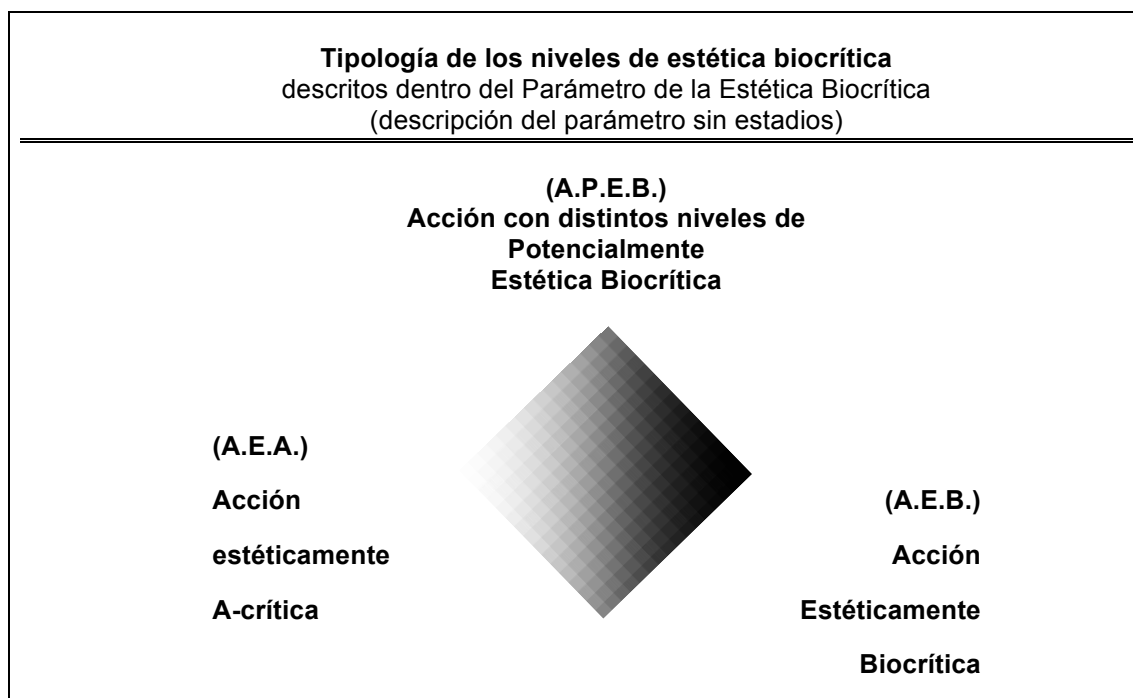 Tipología de los niveles de estética biocrítica
descritos dentro del Parámetro de la Estética Biocrítica
(descripción del parámetro sin estadios)
(A.P.E.B.)
Acción con distintos niveles de
Potencialmente
Estética Biocrítica
(A.E.A.)
Acción
estéticamente
A-crítica
(A.E.B.)
Acción
Estéticamente
Biocrítica